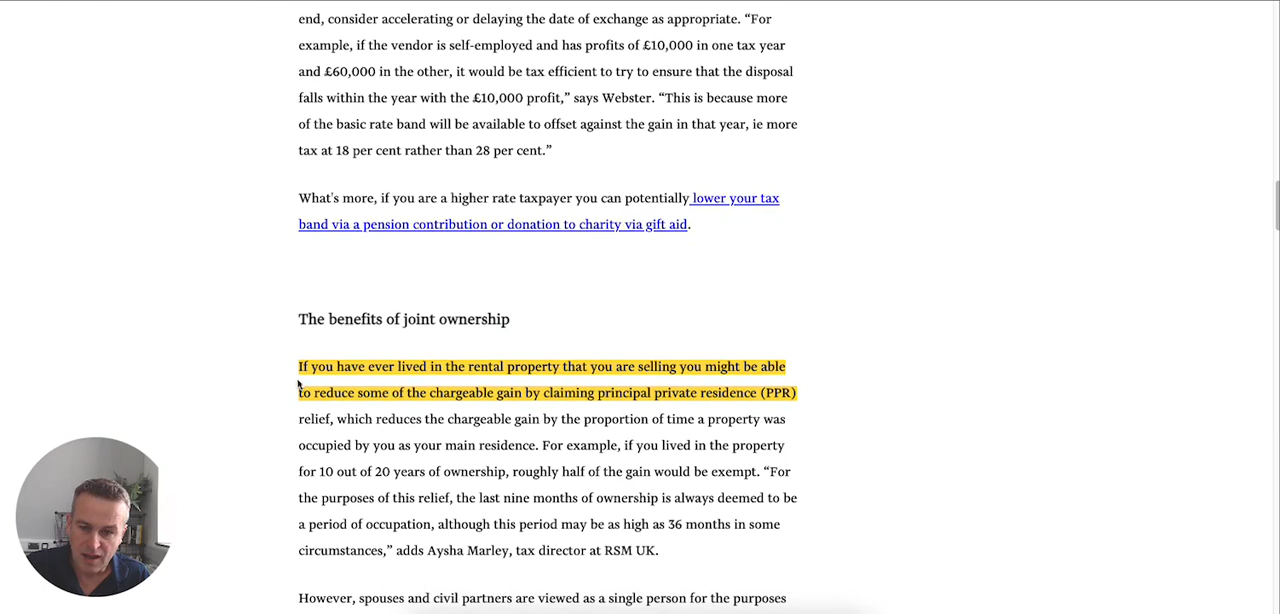 end, consider accelerating or delaying the date of exchange as appropriate. “For
example, if the vendor is self-employed and has profits of £10,000 in one tax year
and £60,000 in the other, it would be tax efficient to try to ensure that the disposal
falls within the year with the £10,000 profit,” says Webster. “This is because more
of the basic rate band will be available to offset against the gain in that year, ie more
tax at 18 per cent rather than 28 per cent.”
What's more, if you are a higher rate taxpayer you can potentially lower your tax
band via a pension contribution or donation to charity via gift aid.
The benefits of joint ownership
If you have ever lived in the rental property that you are selling you might be able
to reduce some of the chargeable gain by claiming principal private residence (PPR)
relief, which reduces the chargeable gain by the proportion of time a property was
occupied by you as your main residence. For example, if you lived in the property
for 10 out of 20 years of ownership, roughly half of the gain would be exempt. “For
the purposes of this relief, the last nine months of ownership is always deemed to be
a period of occupation, although this period may be as high as 36 months in some
circumstances,” adds Aysha Marley, tax director at RSM UK.
However, spouses and civil partners are viewed as a single person for the purposes